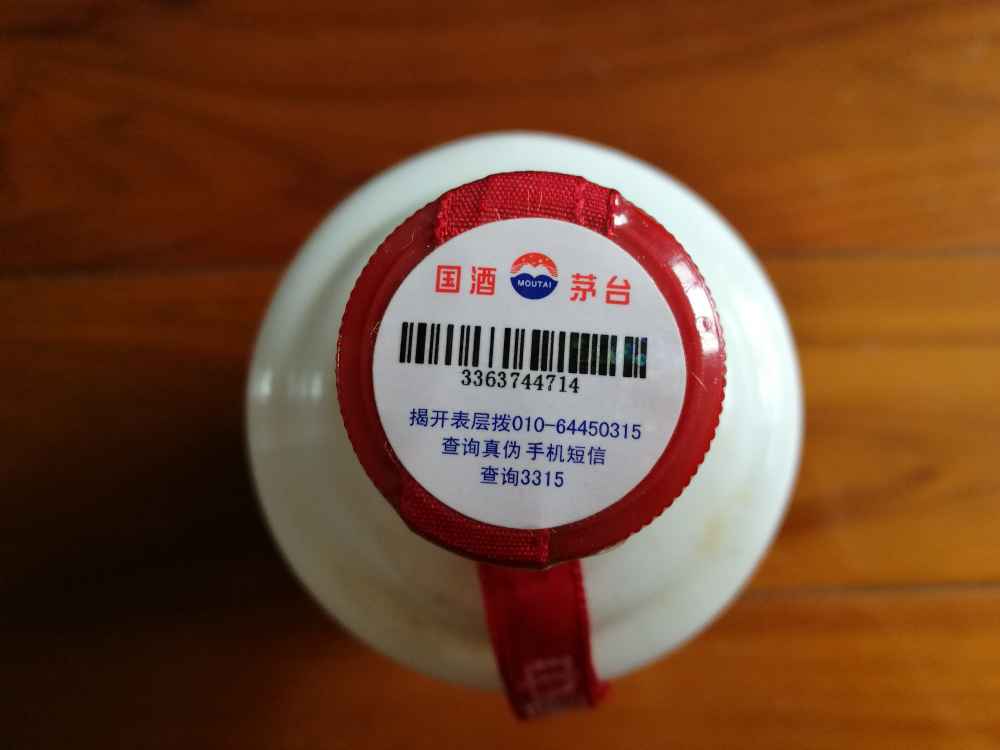 国酒 MOUTAI 茅台
3363744714
揭开表层拨010-64450315
查询真伪 手机短信
查询3315